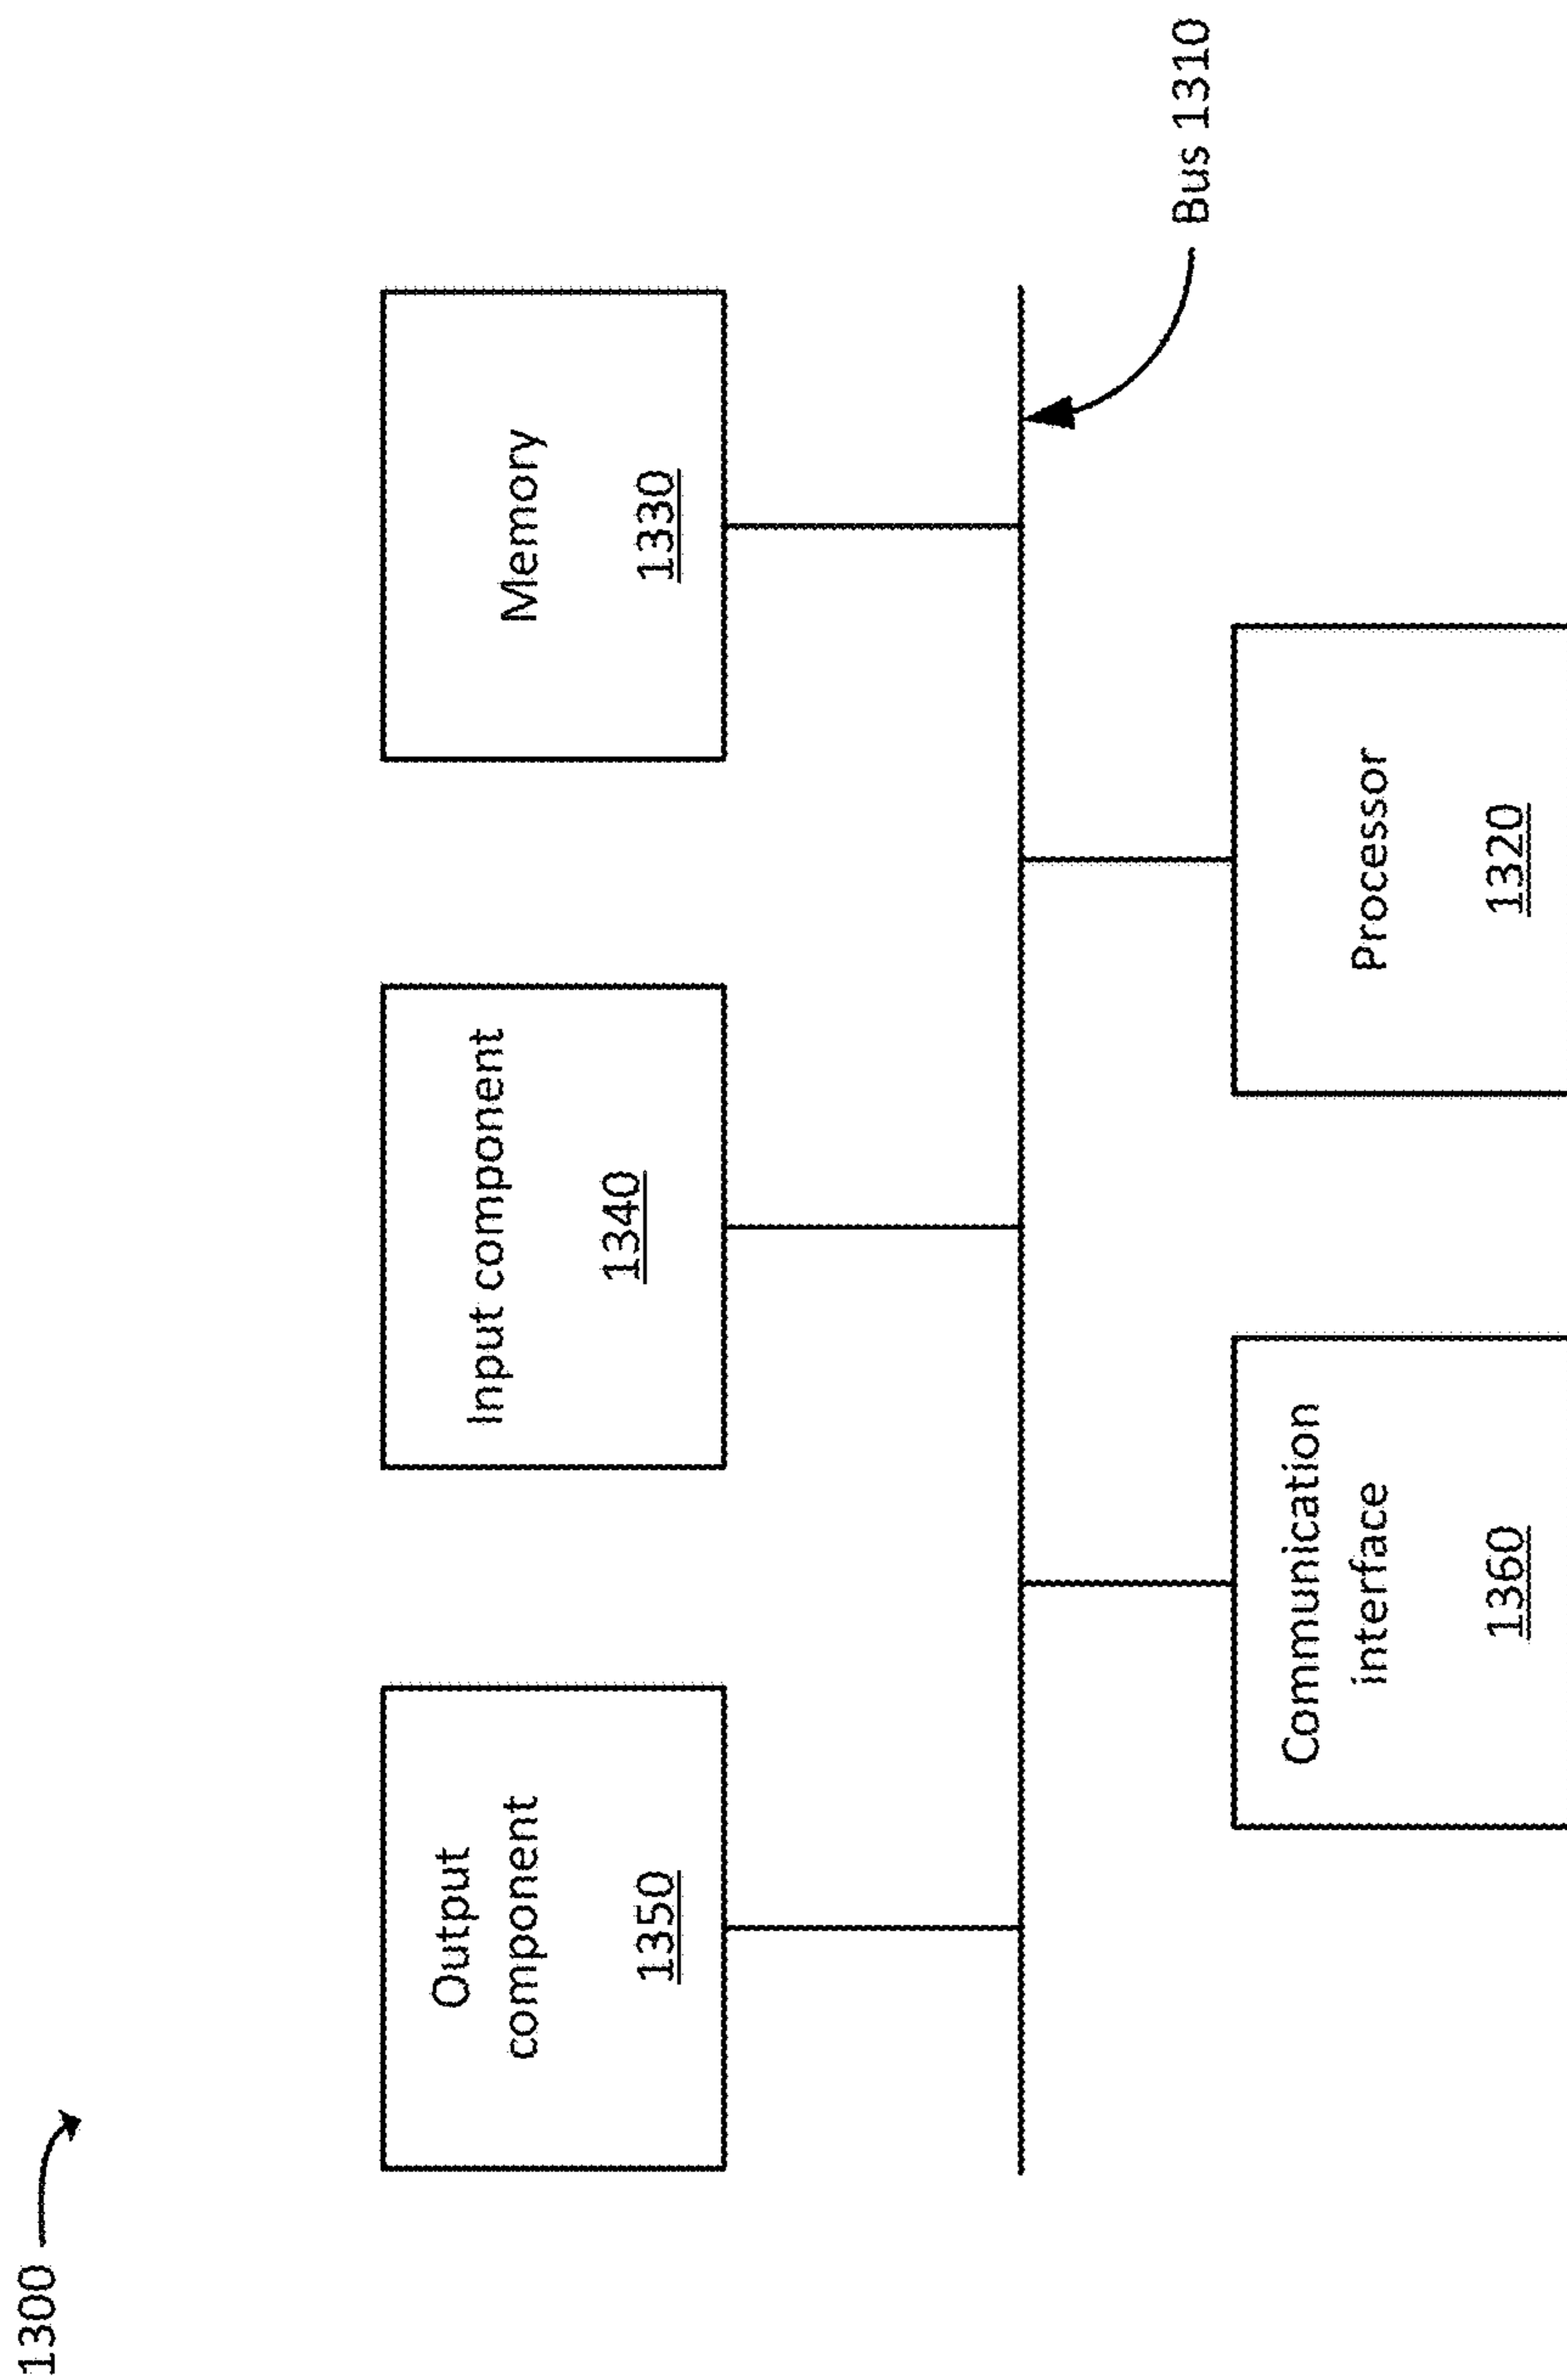 1300
Output
component
1350
Input component
1340
Memory
1330
Bus 1310
Communication
interface
1360
Processor
1320